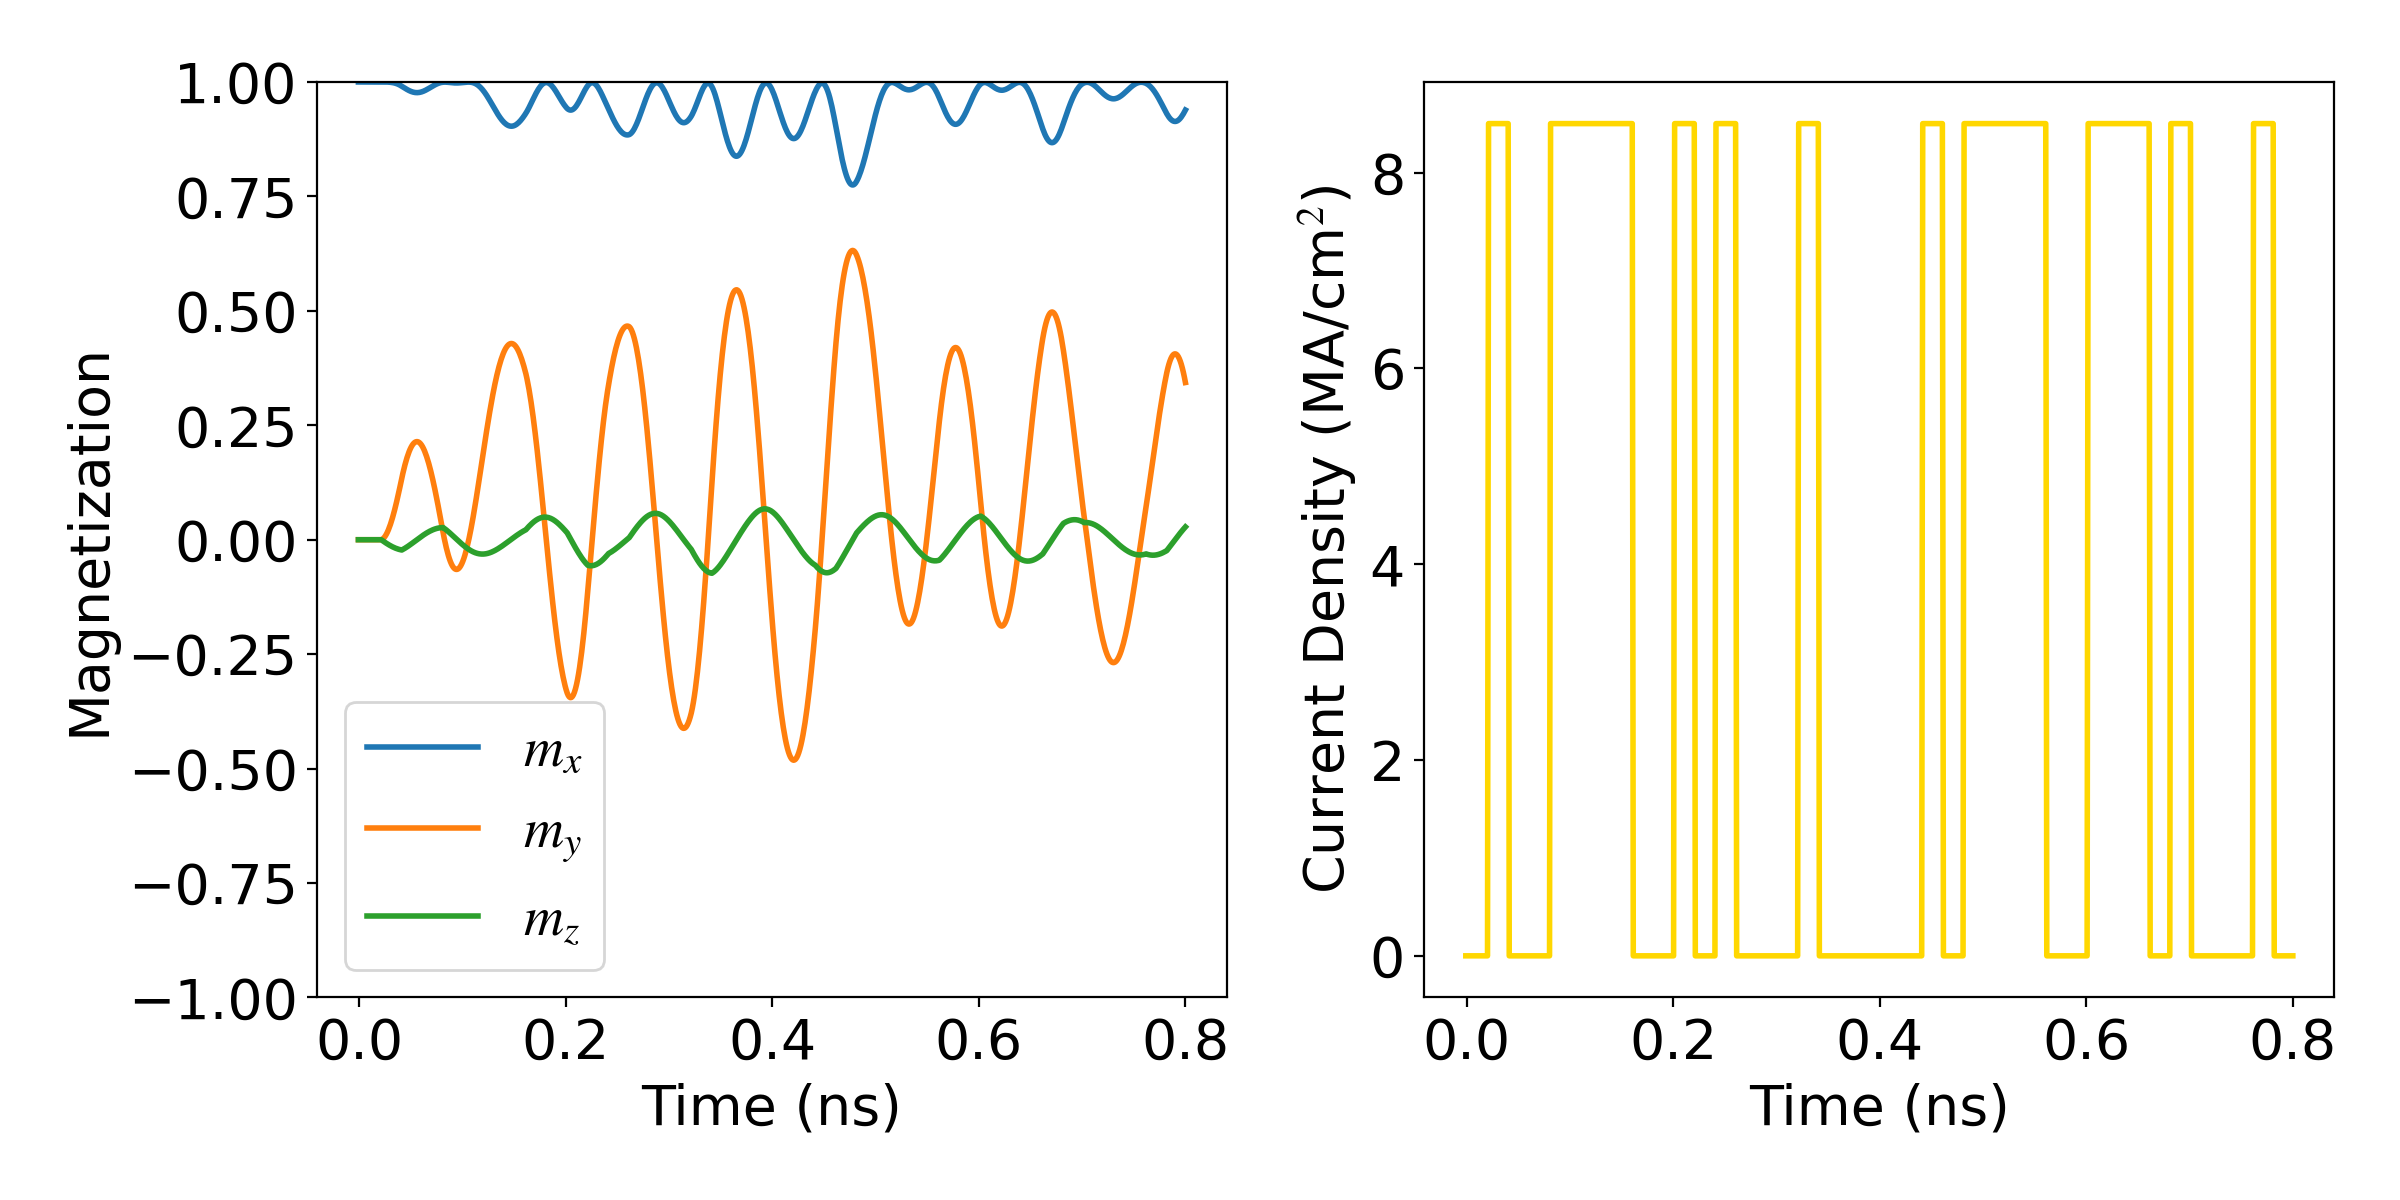 Magnetization
1.00
0.75
0.50
0.25
0.00
−0.25
−0.50
−0.75
−1.00
m_x
m_y
m_z
0.0 0.2 0.4 0.6 0.8
Time (ns)
Current Density (MA/cm²)
8
6
4
2
0
0.0 0.2 0.4 0.6 0.8
Time (ns)